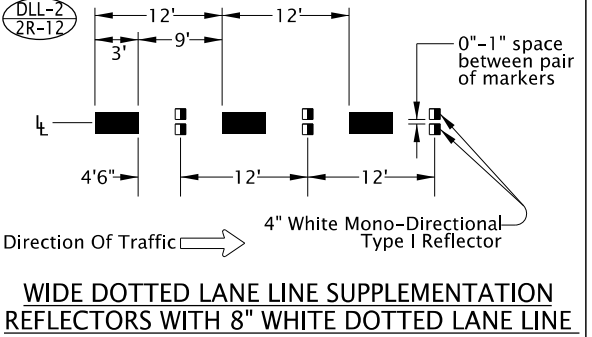 DLL-2
2R-12
12'
12'
3'
9'
0"-1" space
between pair
of markers
4'6"
12'
12'
Direction Of Traffic
4" White Mono-Directional
Type I Reflector
WIDE DOTTED LANE LINE SUPPLEMENTATION
REFLECTORS WITH 8" WHITE DOTTED LANE LINE